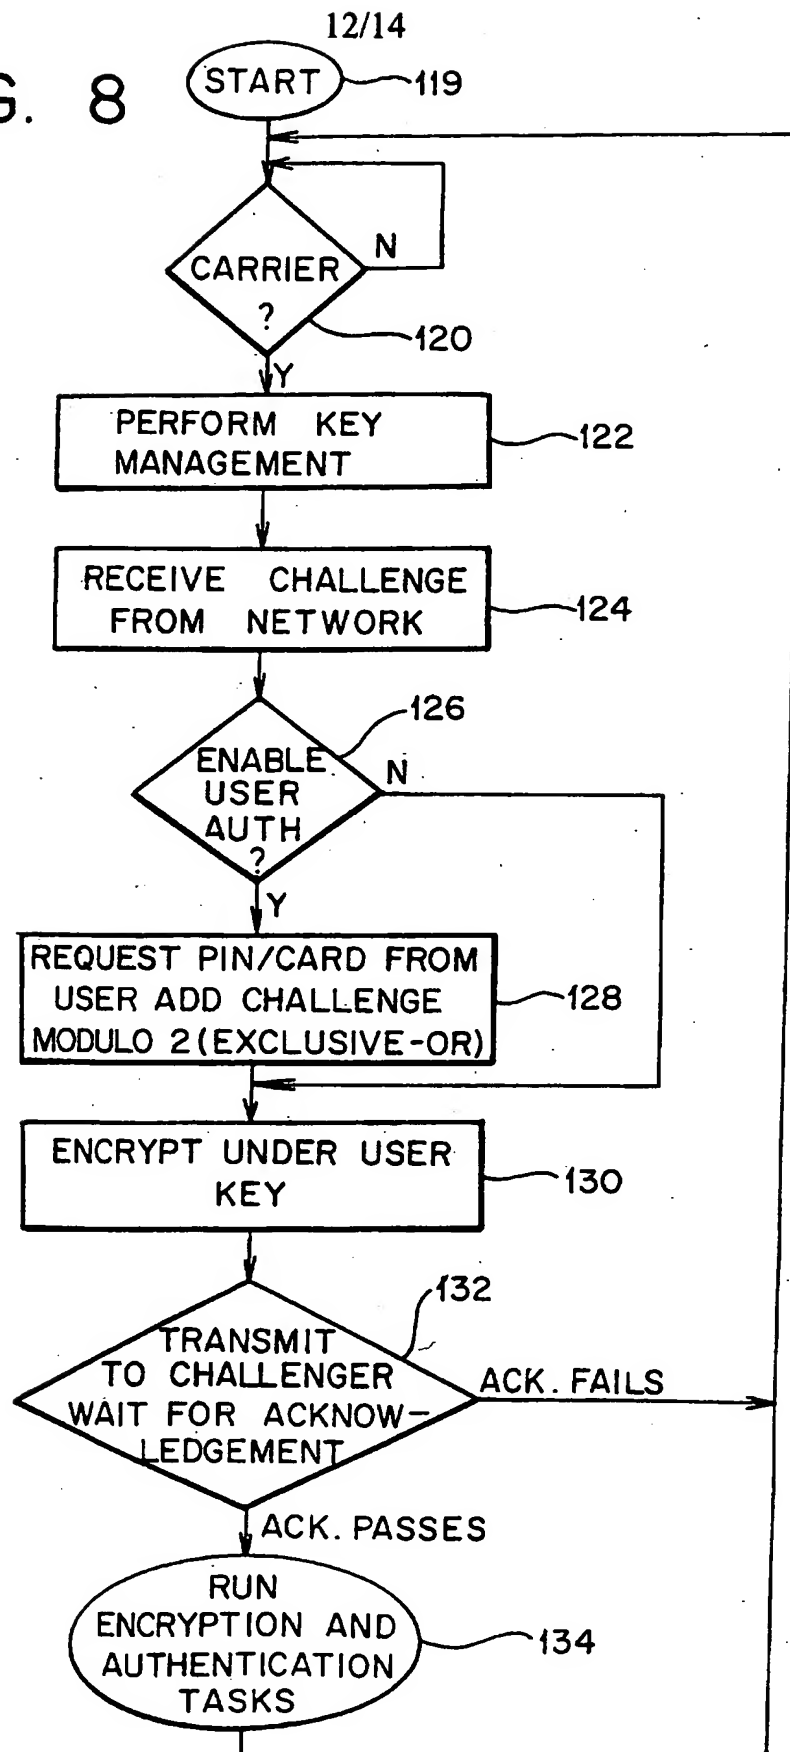 12/14
G. 8
START
119
CARRIER
?
N
120
Y
PERFORM KEY
MANAGEMENT
122
RECEIVE CHALLENGE
FROM NETWORK
124
126
ENABLE
USER
AUTH
?
N
Y
REQUEST PIN/CARD FROM
USER ADD CHALLENGE
MODULO 2 (EXCLUSIVE-OR)
128
ENCRYPT UNDER USER
KEY
130
132
TRANSMIT
TO CHALLENGER
WAIT FOR ACKNOW-
LEDGEMENT
ACK. FAILS
ACK. PASSES
RUN
ENCRYPTION AND
AUTHENTICATION
TASKS
134